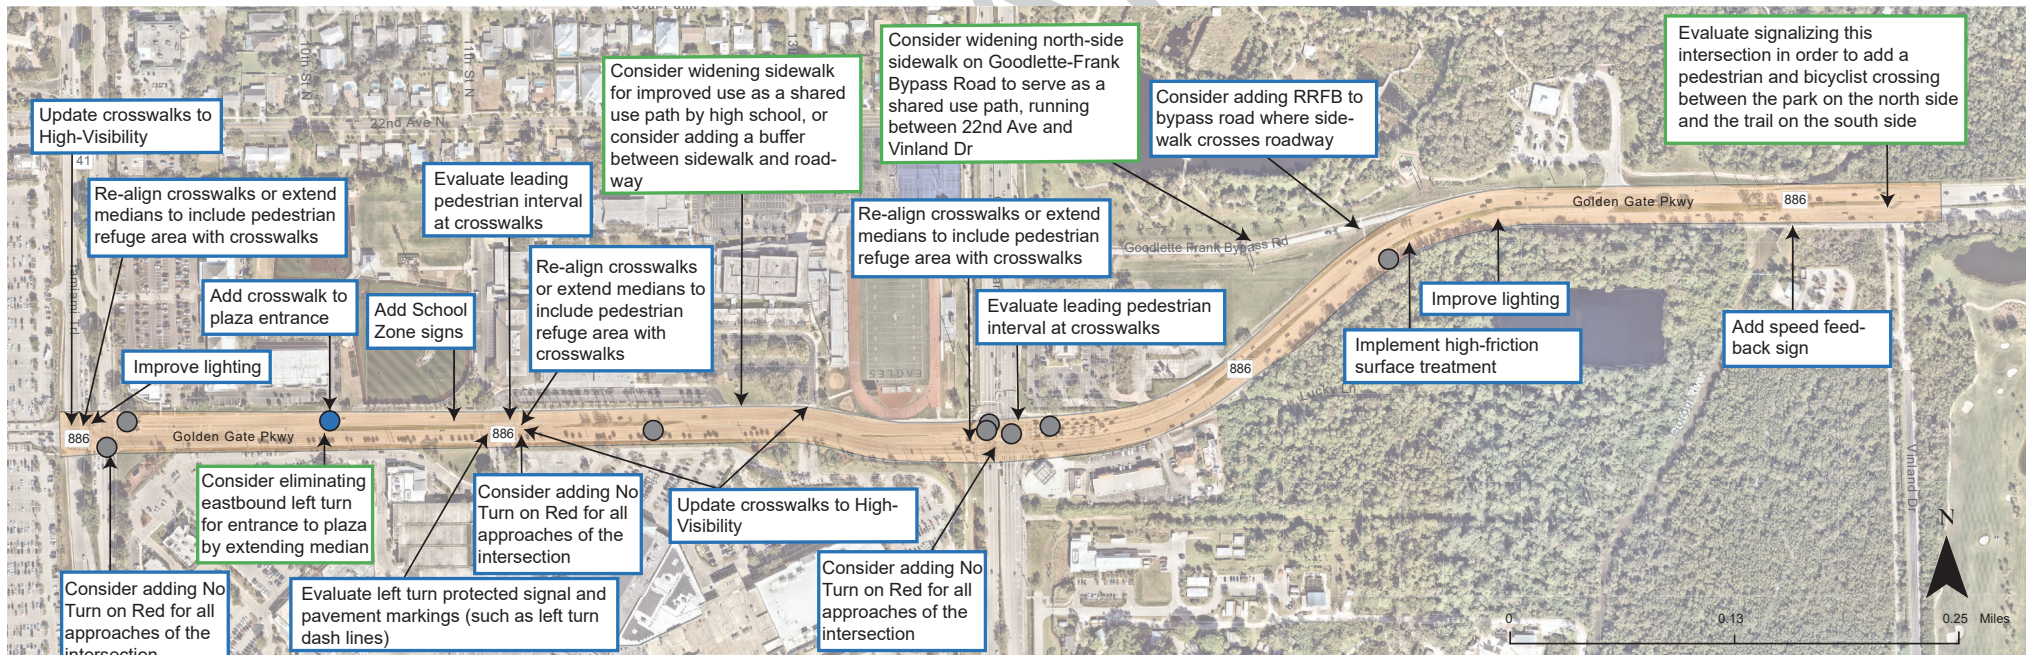 Update crosswalks to
High-Visibility
41
Re-align crosswalks or extend
medians to include pedestrian
refuge area with crosswalks
Add crosswalk to
plaza entrance
Add School
Zone signs
Improve lighting
Evaluate leading
pedestrian interval
at crosswalks
Re-align crosswalks
or extend medians to
include pedestrian
refuge area with
crosswalks
Consider widening sidewalk
for improved use as a shared
use path by high school, or
consider adding a buffer
between sidewalk and road-
way
Consider widening north-side
sidewalk on Goodlette-Frank
Bypass Road to serve as a
shared use path, running
between 22nd Ave and
Vinland Dr
Consider adding RRFB to
bypass road where side-
walk crosses roadway
Evaluate signalizing this
intersection in order to add a
pedestrian and bicyclist crossing
between the park on the north side
and the trail on the south side
Re-align crosswalks or extend
medians to include pedestrian
refuge area with crosswalks
Evaluate leading pedestrian
interval at crosswalks
Improve lighting
Implement high-friction
surface treatment
Add speed feed-
back sign
10th St N
11th St N
22nd Ave N
Goodlette Frank Bypass Rd
Golden Gate Pkwy
886
886
Lucky Ln
EAGLES
886
Golden Gate Pkwy
886
Consider eliminating
eastbound left turn
for entrance to plaza
by extending median
Consider adding No
Turn on Red for all
approaches of the
intersection
Update crosswalks to High-
Visibility
Consider adding No
Turn on Red for all
approaches of the
intersection
Consider adding No
Turn on Red for all
approaches of the
intersection
Evaluate left turn protected signal and
pavement markings (such as left turn
dash lines)
Vinland Dr
N
0 0.13 0.25 Miles